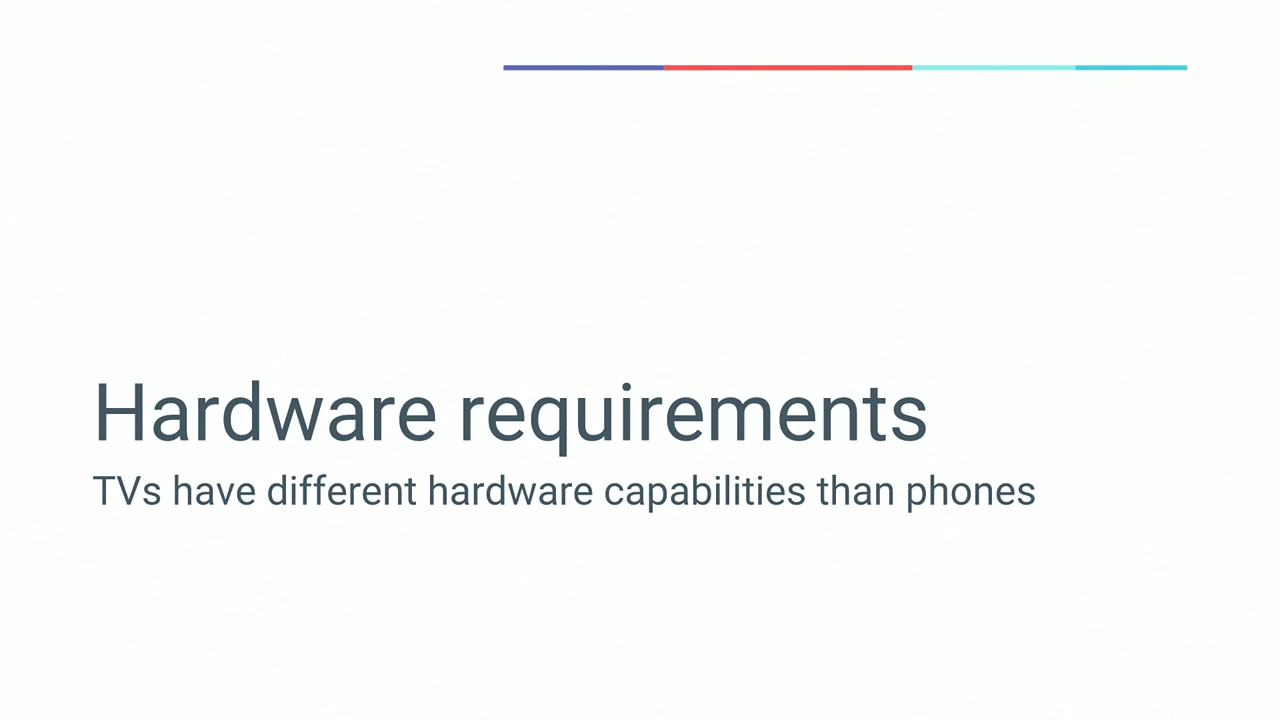 Hardware requirements
TVs have different hardware capabilities than phones